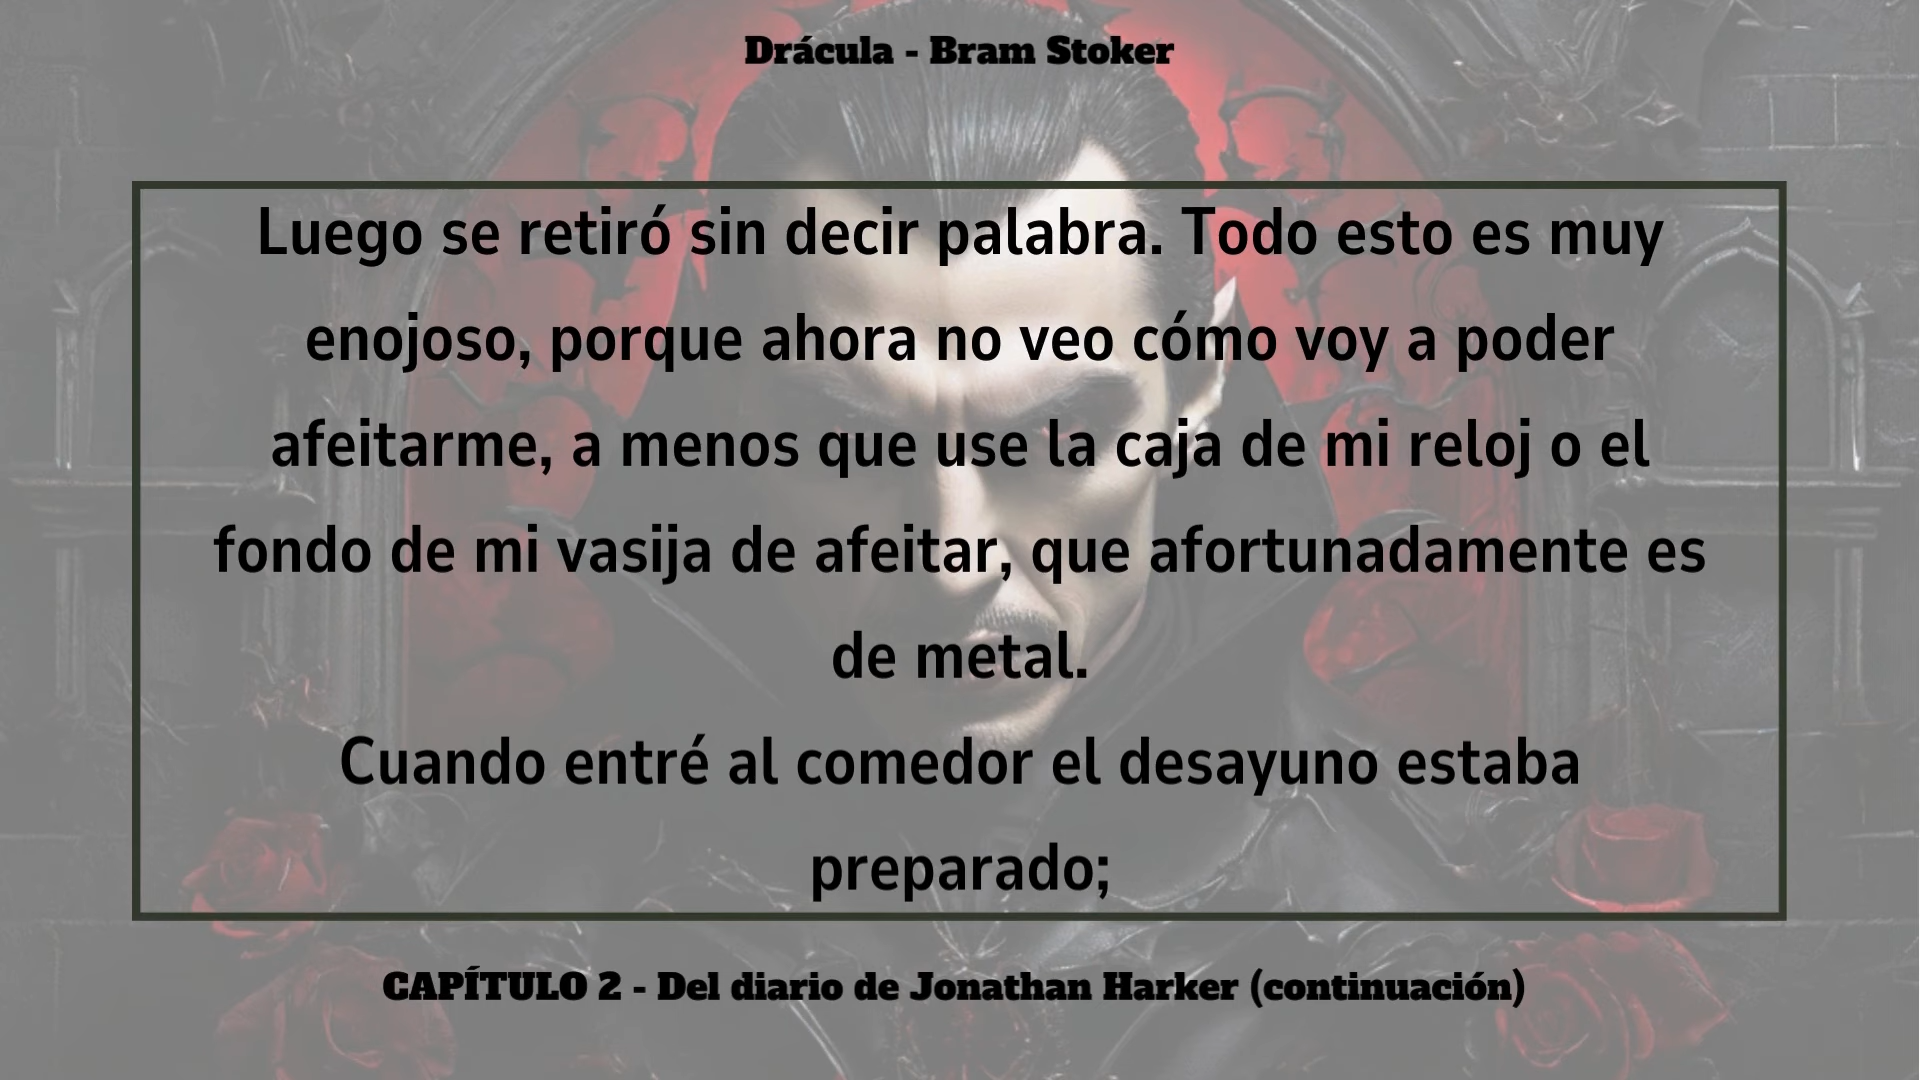 Drácula - Bram Stoker
Luego se retiró sin decir palabra. Todo esto es muy
enojoso, porque ahora no veo cómo voy a poder
afeitarme, a menos que use la caja de mi reloj o el
fondo de mi vasija de afeitar, que afortunadamente es
de metal.
Cuando entré al comedor el desayuno estaba
preparado;
CAPÍTULO 2 - Del diario de Jonathan Harker (continuación)